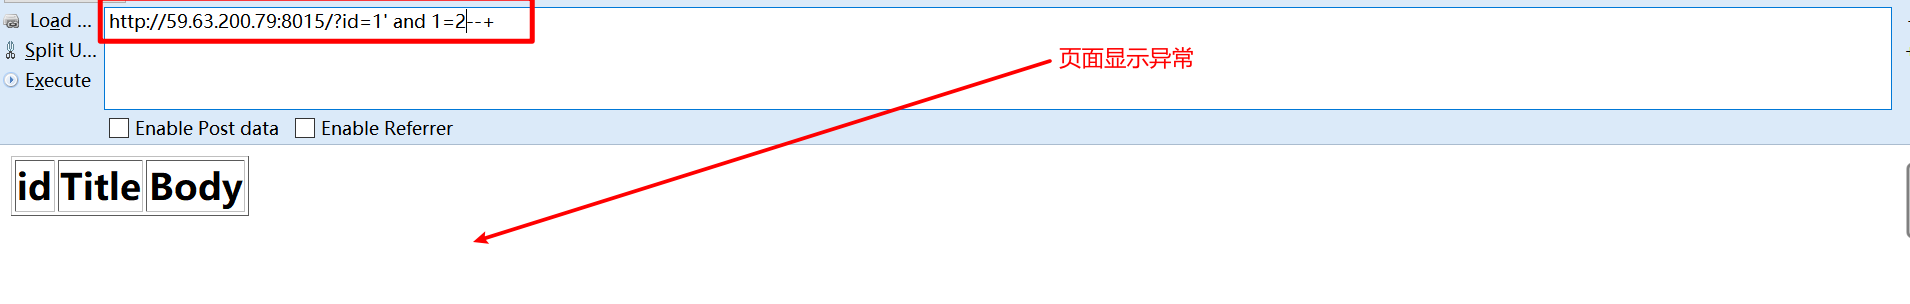 Load ...
http://59.63.200.79:8015/?id=1' and 1=2--+
Split U...
页面显示异常
Execute
Enable Post data
Enable Referrer
id Title Body